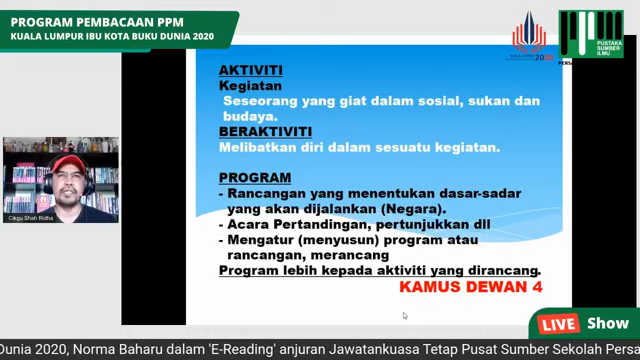 PROGRAM PEMBACAAN PPM
KUALA LUMPUR IBU KOTA BUKU DUNIA 2020
PUSTAKA
SUMBER
ILMU
AKTIVITI
Kegiatan
Seseorang yang giat dalam sosial, sukan dan
budaya.
BERAKTIVITI
Melibatkan diri dalam sesuatu kegiatan.
PROGRAM
- Rancangan yang menentukan dasar-sadar
yang akan dijalankan (Negara).
- Acara Pertandingan, pertunjukkan dll
- Mengatur (menyusun) program atau
rancangan, merancang
Program lebih kepada aktiviti yang dirancang.
KAMUS DEWAN 4
Cikgu Shah Ridha
LIVE Show
Dunia 2020, Norma Baharu dalam 'E-Reading' anjuran Jawatankuasa Tetap Pusat Sumber Sekolah Persa